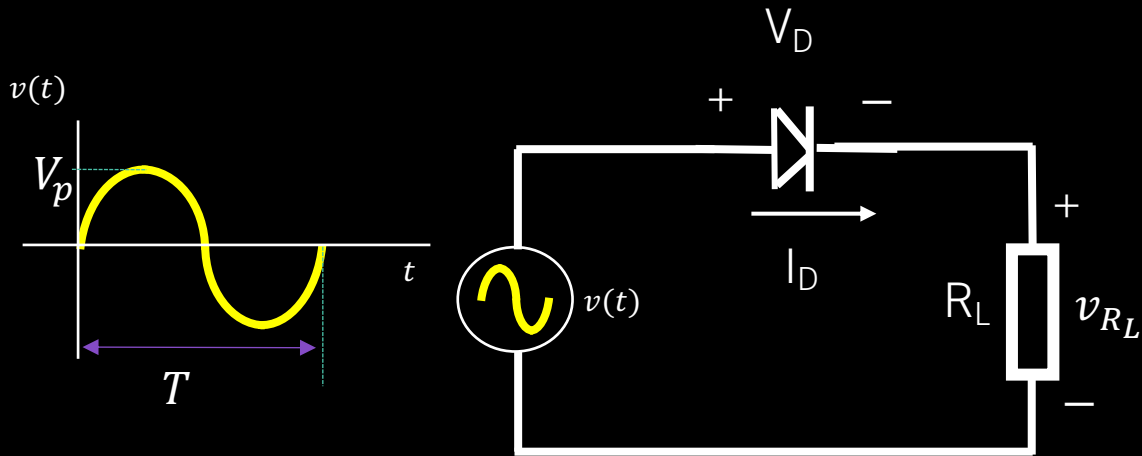 v(t)
V_p
t
T
V_D
+
−
I_D
v(t)
R_L
+
v_{R_L}
−